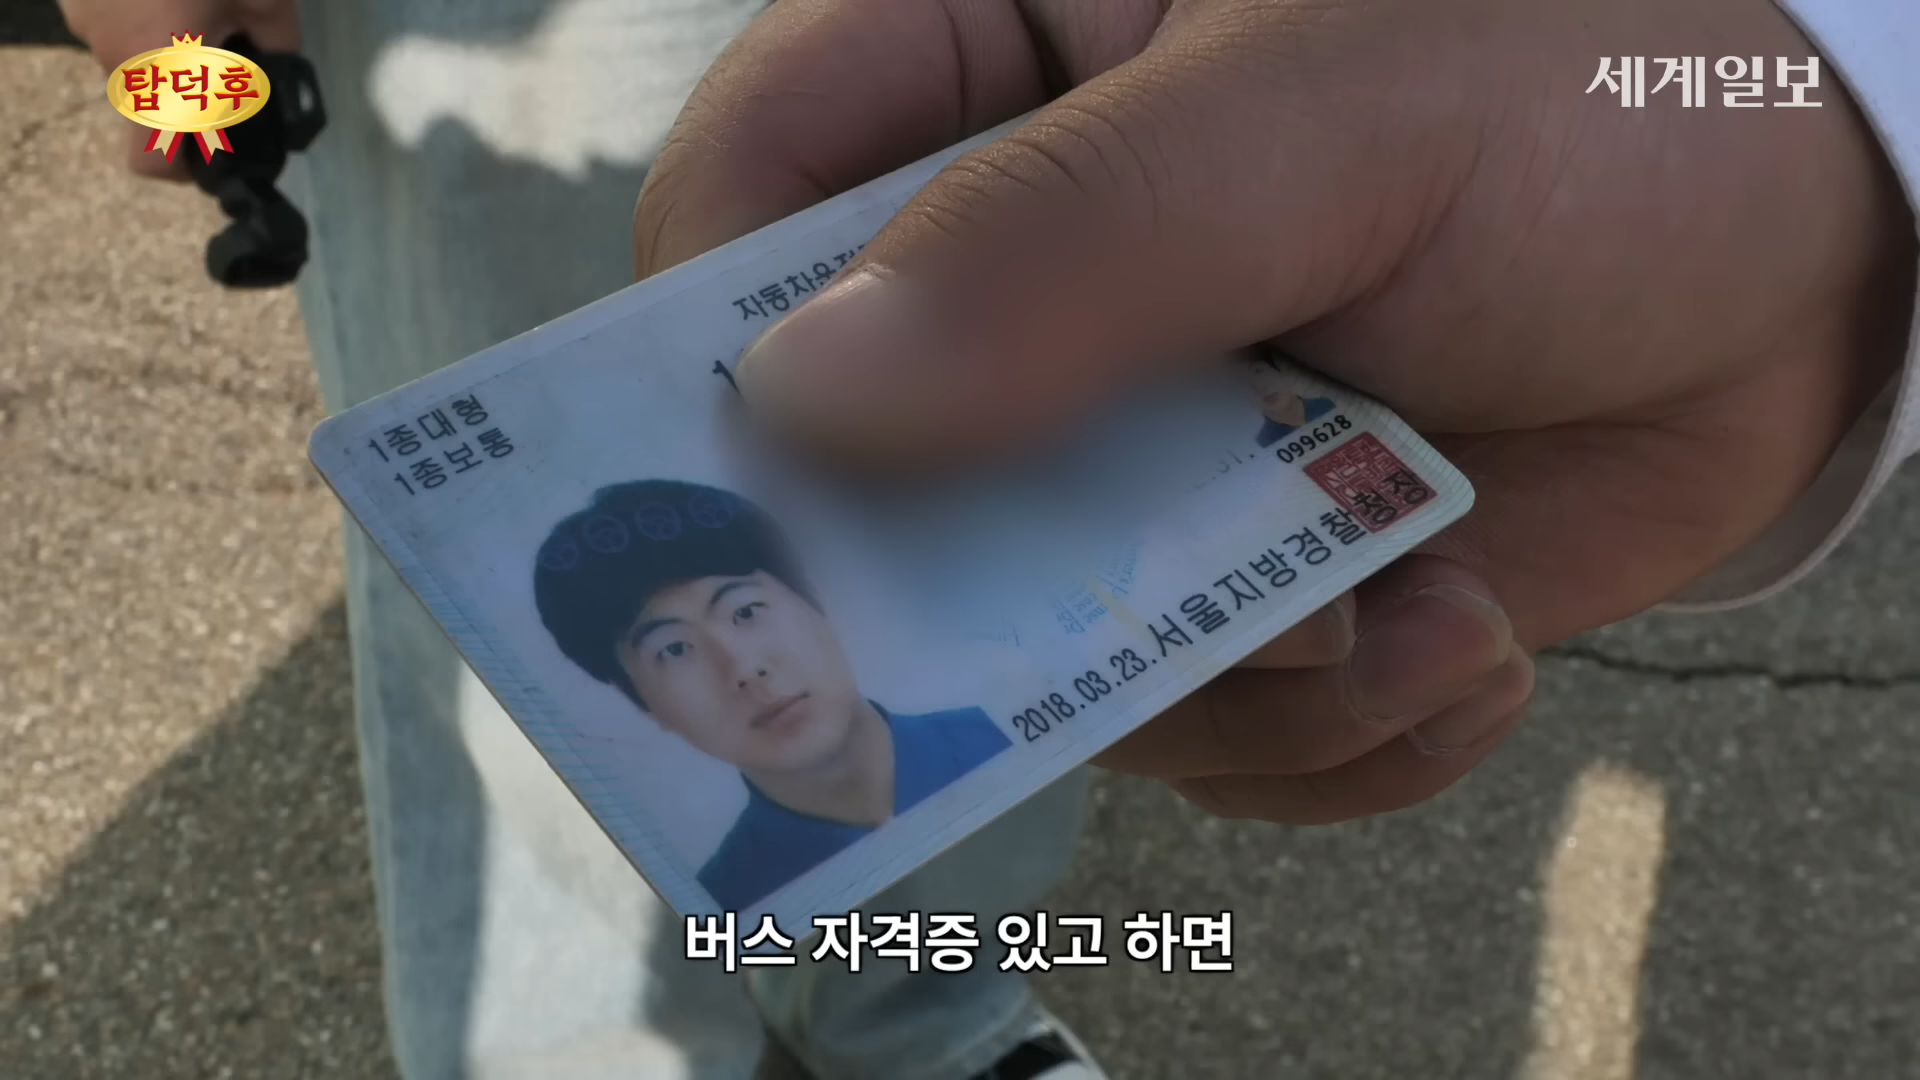 탑덕후
세계일보
자동차운전
1종대형
1종보통
099628
2018.03.23.서울지방경찰청장
버스 자격증 있고 하면